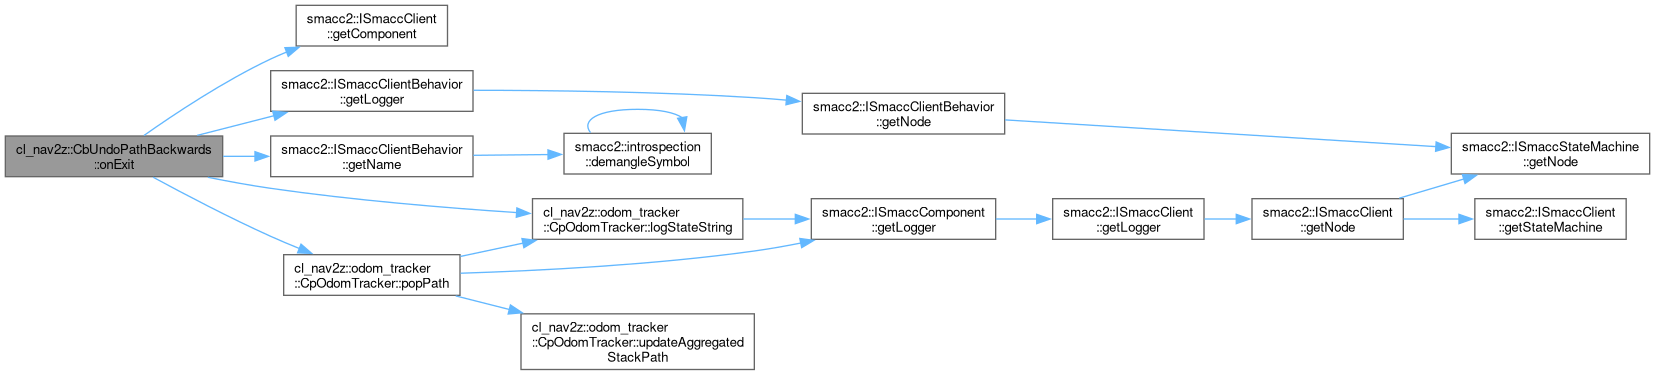 smacc2::ISmaccClient
::getComponent
smacc2::ISmaccClientBehavior
::getLogger
smacc2::ISmaccClientBehavior
::getNode
cl_nav2z::CbUndoPathBackwards
::onExit
smacc2::ISmaccClientBehavior
::getName
smacc2::introspection
::demangleSymbol
smacc2::ISmaccStateMachine
::getNode
cl_nav2z::odom_tracker
::CpOdomTracker::logStateString
smacc2::ISmaccComponent
::getLogger
smacc2::ISmaccClient
::getLogger
smacc2::ISmaccClient
::getNode
smacc2::ISmaccClient
::getStateMachine
cl_nav2z::odom_tracker
::CpOdomTracker::popPath
cl_nav2z::odom_tracker
::CpOdomTracker::updateAggregated
StackPath